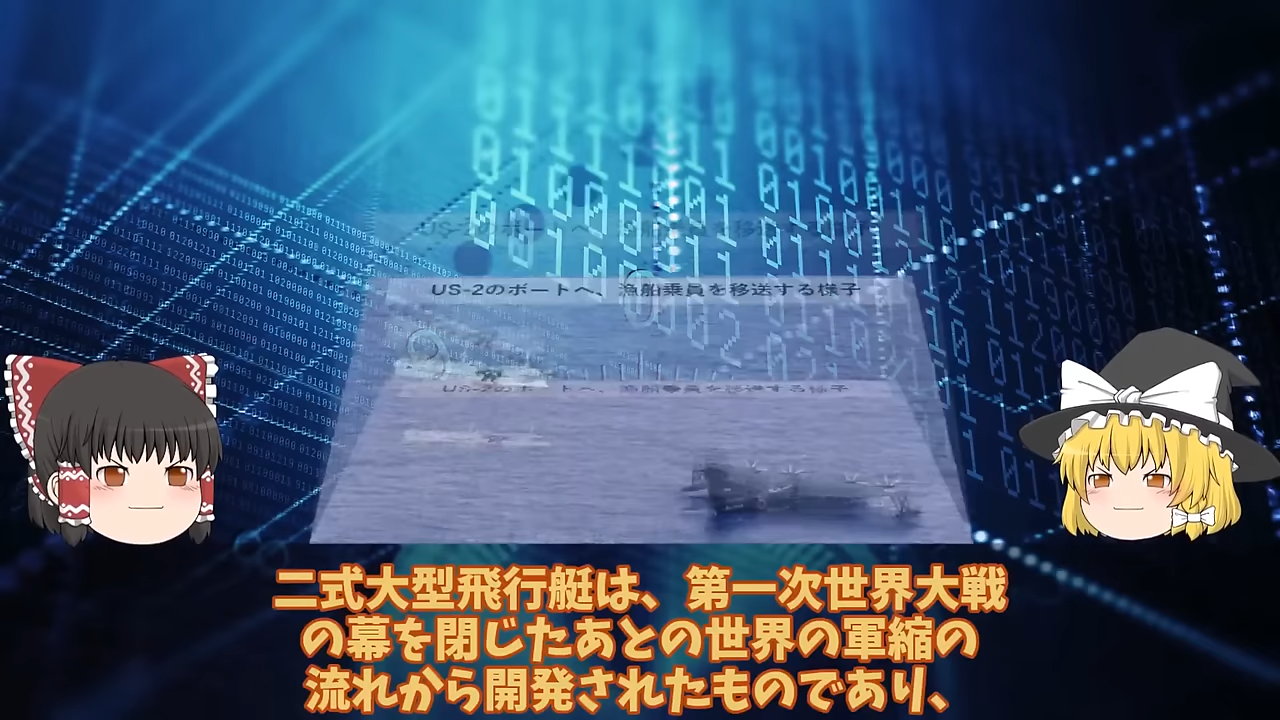 US-2のボートへ、漁船乗員を移送する様子
二式大型飛行艇は、第一次世界大戦
の幕を閉じたあとの世界の軍縮の
流れから開発されたものであり、